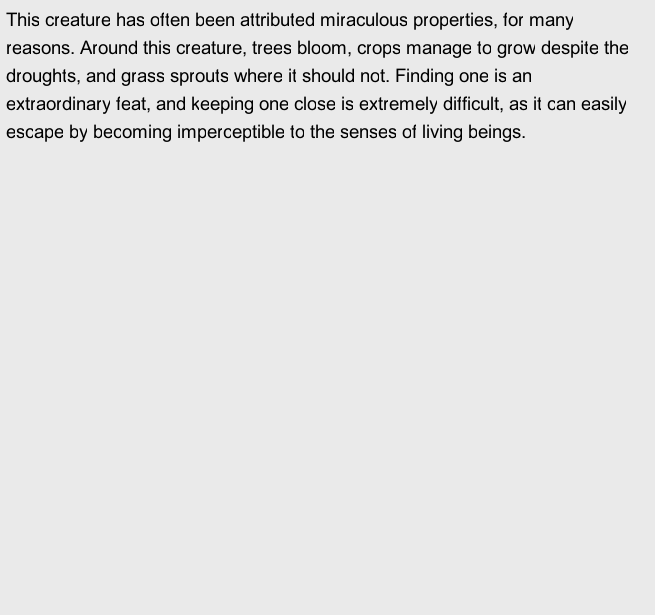 This creature has often been attributed miraculous properties, for many
reasons. Around this creature, trees bloom, crops manage to grow despite the
droughts, and grass sprouts where it should not. Finding one is an
extraordinary feat, and keeping one close is extremely difficult, as it can easily
escape by becoming imperceptible to the senses of living beings.